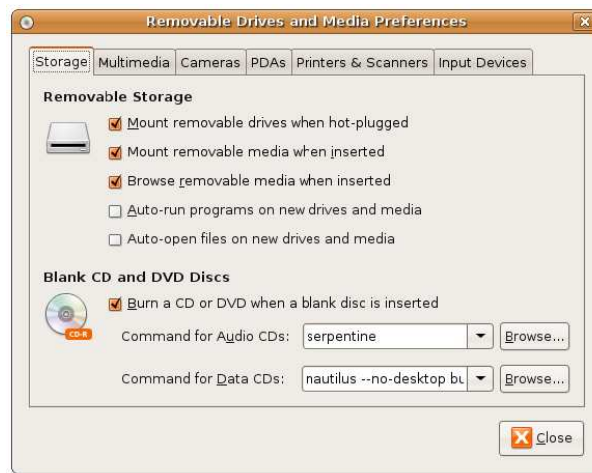 Removable Drives and Media Preferences
Storage
Multimedia
Cameras
PDAs
Printers & Scanners
Input Devices
Removable Storage
Mount removable drives when hot-plugged
Mount removable media when inserted
Browse removable media when inserted
Auto-run programs on new drives and media
Auto-open files on new drives and media
Blank CD and DVD Discs
Burn a CD or DVD when a blank disc is inserted
CD-R
Command for Audio CDs: serpentine Browse...
Command for Data CDs: nautilus --no-desktop bu Browse...
Close